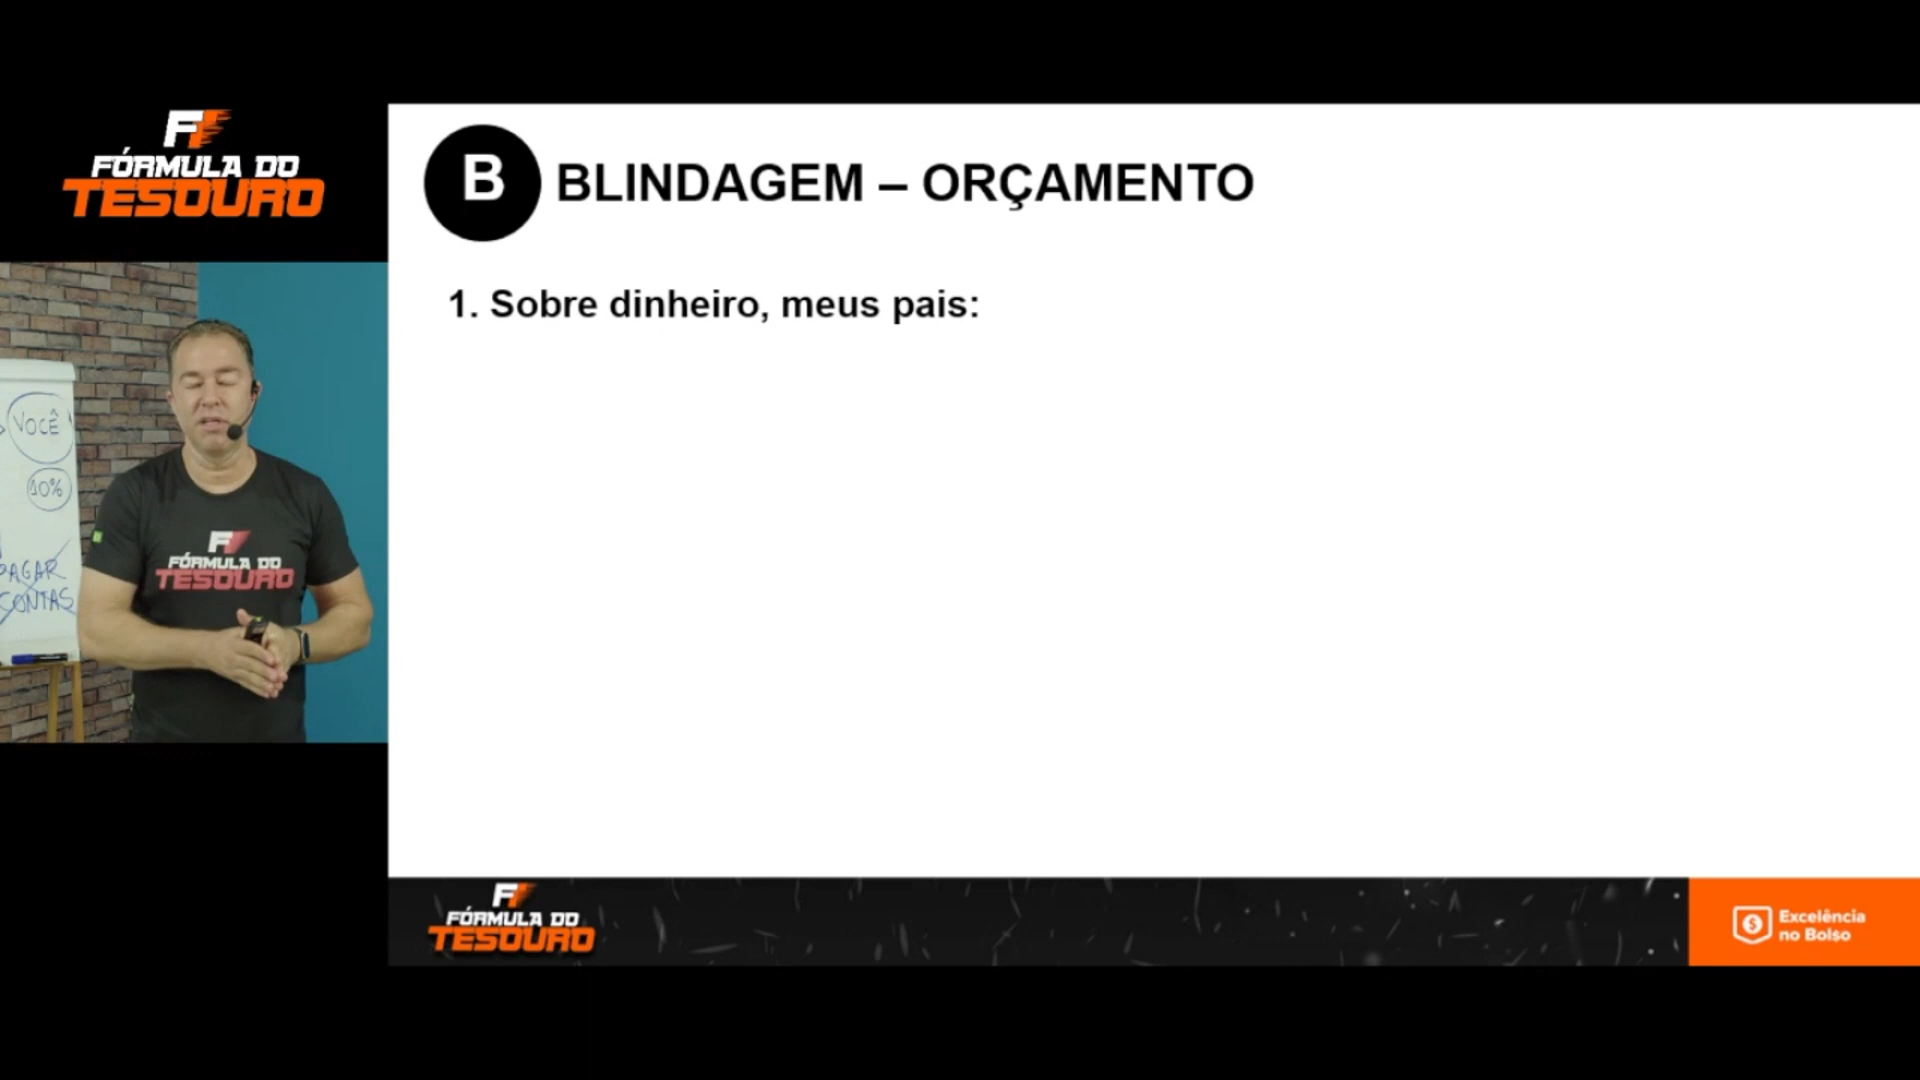 F
FÓRMULA DO
TESOURO
B
BLINDAGEM – ORÇAMENTO
1. Sobre dinheiro, meus pais:
VOCÊ
10%
PAGAR
CONTAS
F
FÓRMULA DO
TESOURO
F
FÓRMULA DO
TESOURO
Excelência
no Bolso